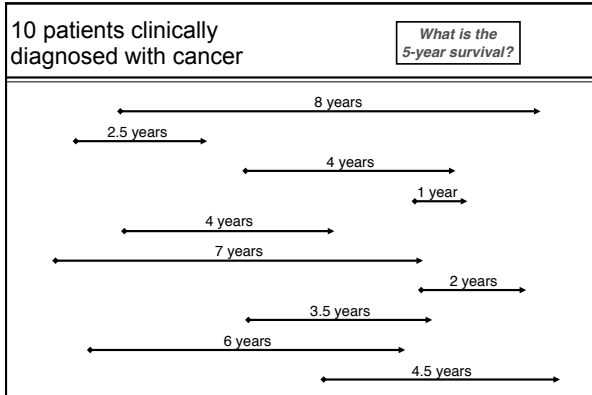 10 patients clinically
diagnosed with cancer
What is the
5-year survival?
8 years
2.5 years
4 years
1 year
4 years
7 years
2 years
3.5 years
6 years
4.5 years